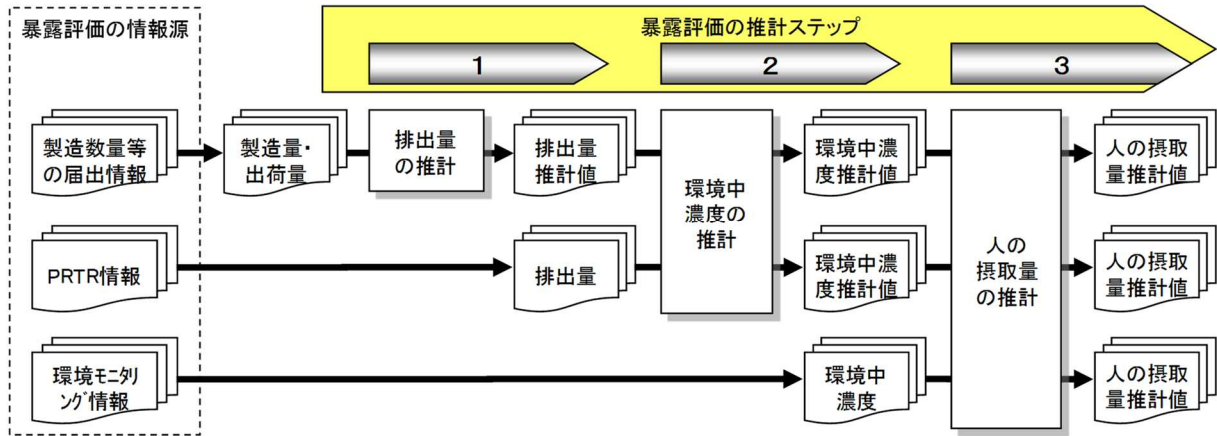 暴露評価の情報源
暴露評価の推計ステップ
1
2
3
製造数量等
の届出情報
製造量・
出荷量
排出量
の推計
排出量
推計値
環境中
濃度の
推計
環境中濃
度推計値
人の
摂取量
の推計
人の摂取
量推計値
PRTR情報
排出量
環境中濃
度推計値
人の摂取
量推計値
環境ﾓﾆﾀﾘ
ﾝｸﾞ情報
環境中
濃度
人の摂取
量推計値